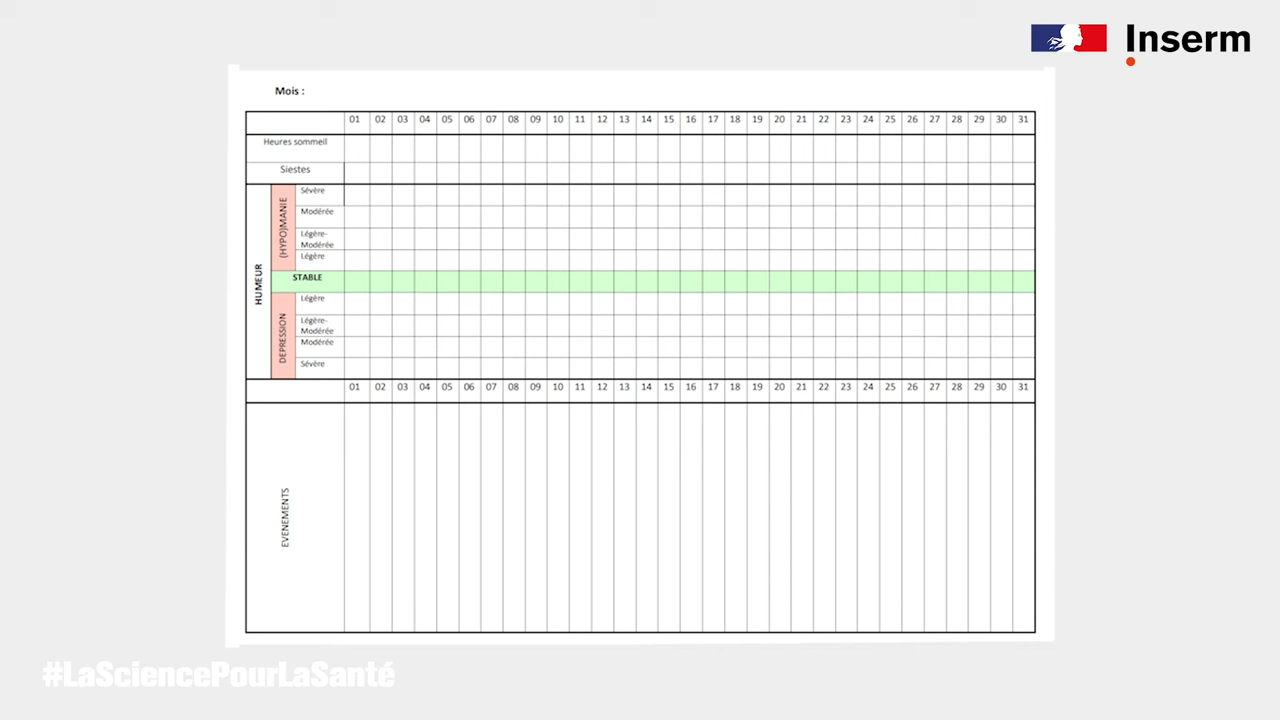 Inserm
Mois :
01 02 03 04 05 06 07 08 09 10 11 12 13 14 15 16 17 18 19 20 21 22 23 24 25 26 27 28 29 30 31
Heures sommeil
Siestes
HUMEUR
(HYPO)MANIE
Sévère
Modérée
Légère-
Modérée
Légère
STABLE
DEPRESSION
Légère
Légère-
Modérée
Modérée
Sévère
01 02 03 04 05 06 07 08 09 10 11 12 13 14 15 16 17 18 19 20 21 22 23 24 25 26 27 28 29 30 31
EVENEMENTS
#LaSciencePourLaSanté